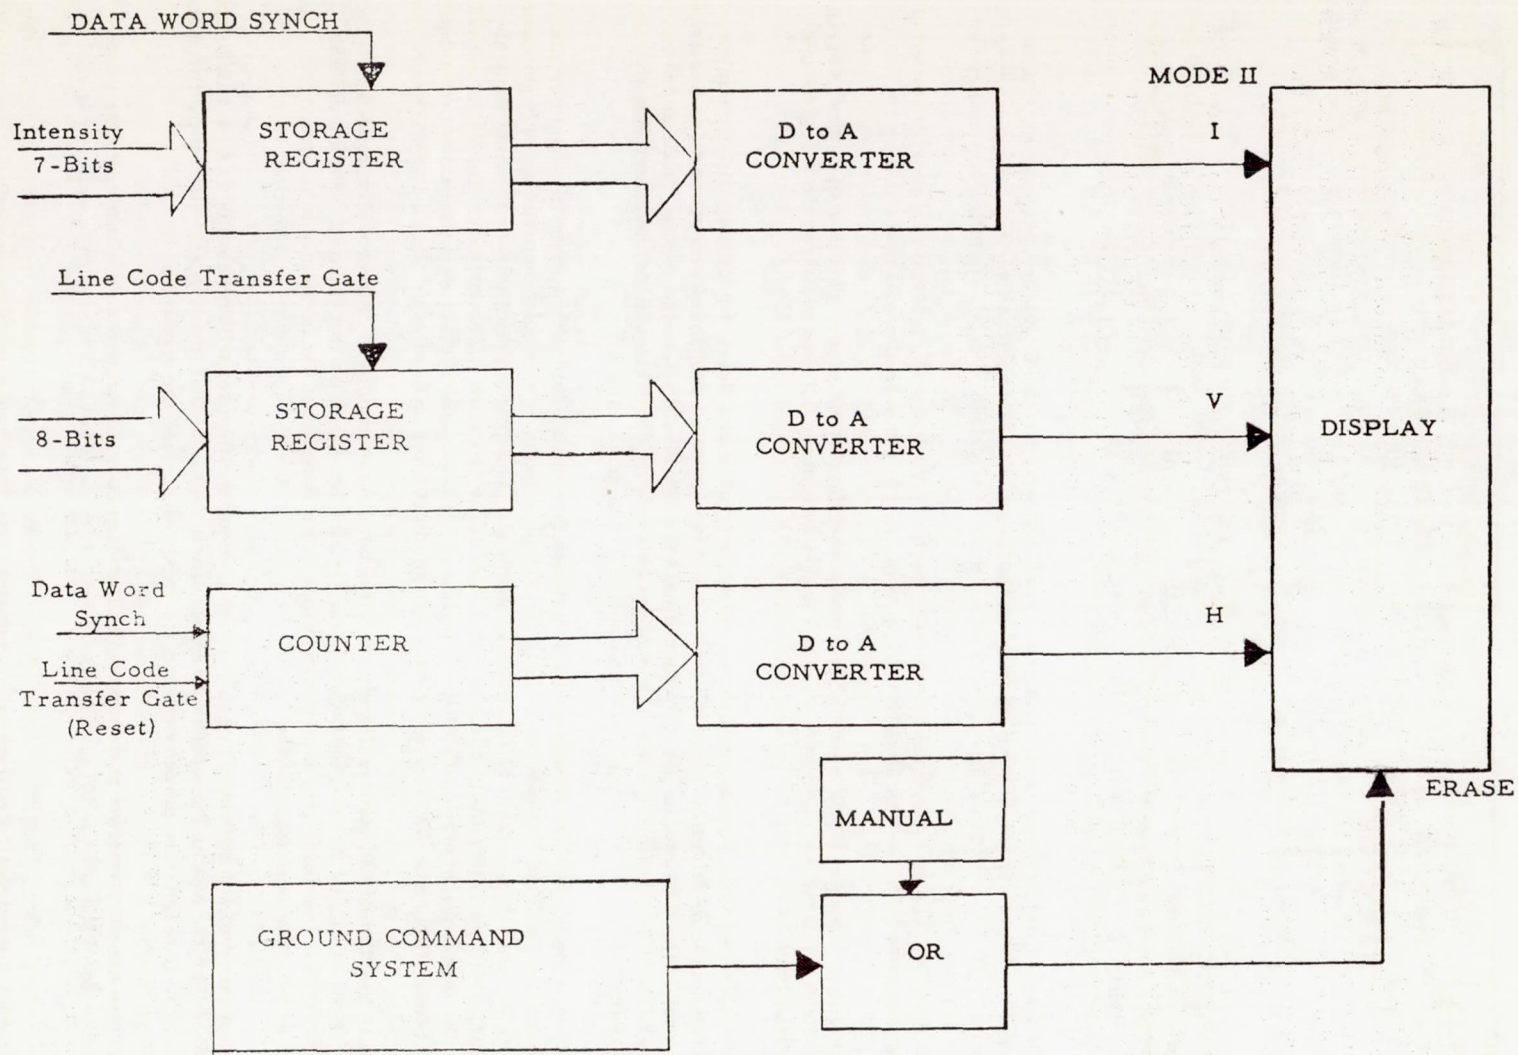 DATA WORD SYNCH
Intensity
7-Bits
STORAGE
REGISTER
D to A
CONVERTER
MODE II
I
Line Code Transfer Gate
8-Bits
STORAGE
REGISTER
D to A
CONVERTER
V
DISPLAY
Data Word
Synch
Line Code
Transfer Gate
(Reset)
COUNTER
D to A
CONVERTER
H
MANUAL
ERASE
GROUND COMMAND
SYSTEM
OR